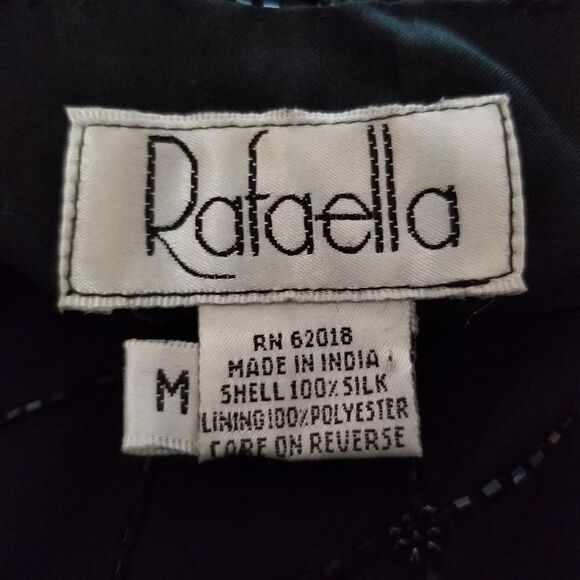 Rafaella
M
RN 62018
MADE IN INDIA
SHELL 100% SILK
LINING 100% POLYESTER
CARE ON REVERSE